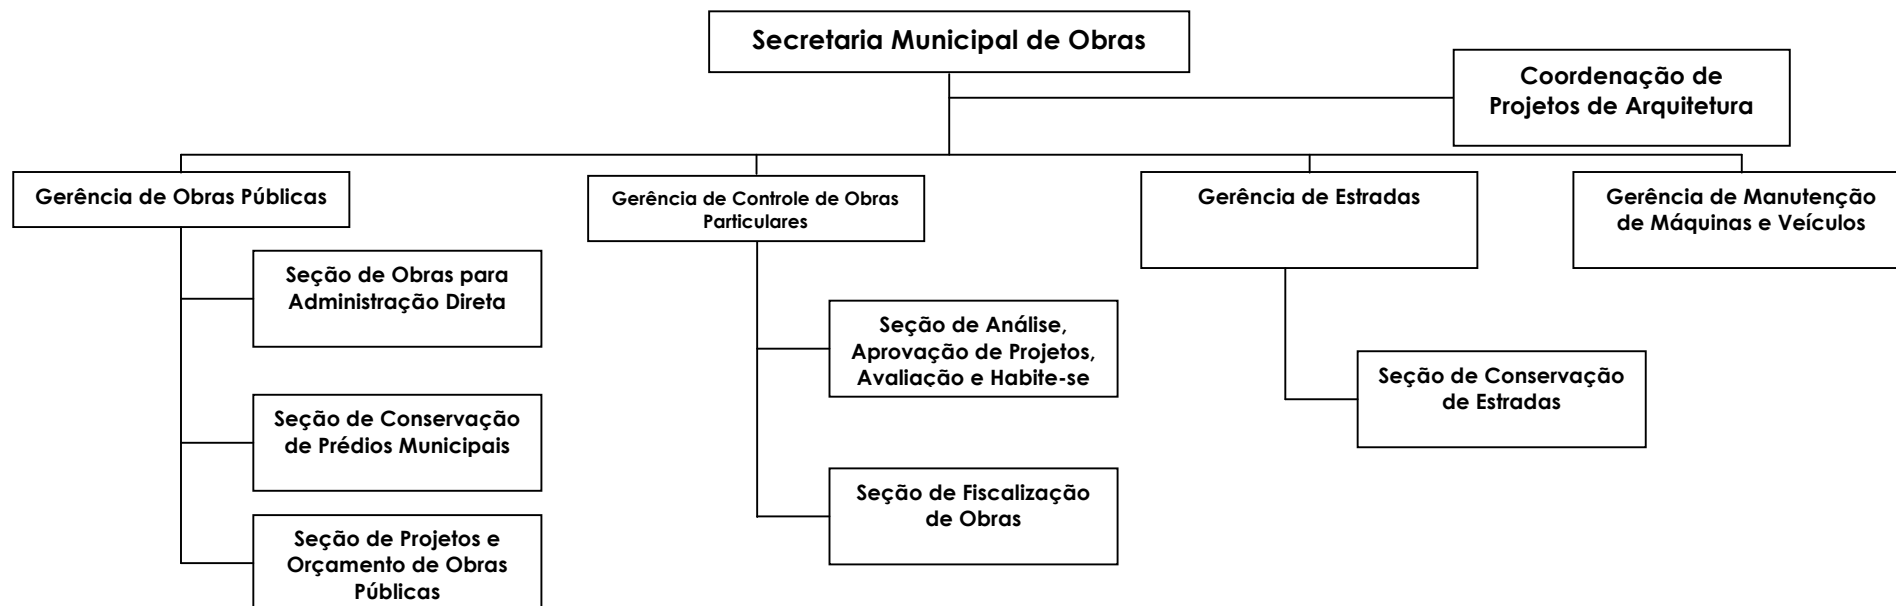 Secretaria Municipal de Obras
Coordenação de
Projetos de Arquitetura
Gerência de Obras Públicas
Gerência de Controle de Obras
Particulares
Gerência de Estradas
Gerência de Manutenção
de Máquinas e Veículos
Seção de Obras para
Administração Direta
Seção de Conservação
de Prédios Municipais
Seção de Projetos e
Orçamento de Obras
Públicas
Seção de Análise,
Aprovação de Projetos,
Avaliação e Habite-se
Seção de Fiscalização
de Obras
Seção de Conservação
de Estradas